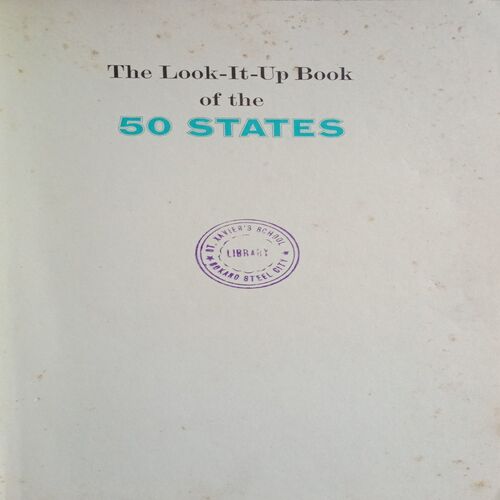 The Look-It-Up Book
of the
50 STATES
ST. XAVIER'S SCHOOL
LIBRARY
★ BOKARO STEEL CITY ★